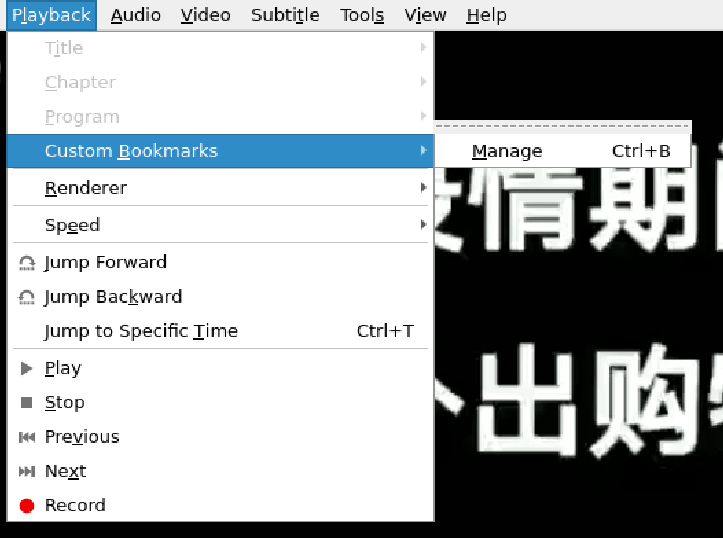 Playback Audio Video Subtitle Tools View Help
Title
Chapter
Program
Custom Bookmarks
Manage Ctrl+B
Renderer
Speed
Jump Forward
Jump Backward
Jump to Specific Time Ctrl+T
Play
Stop
Previous
Next
Record
情期
出购